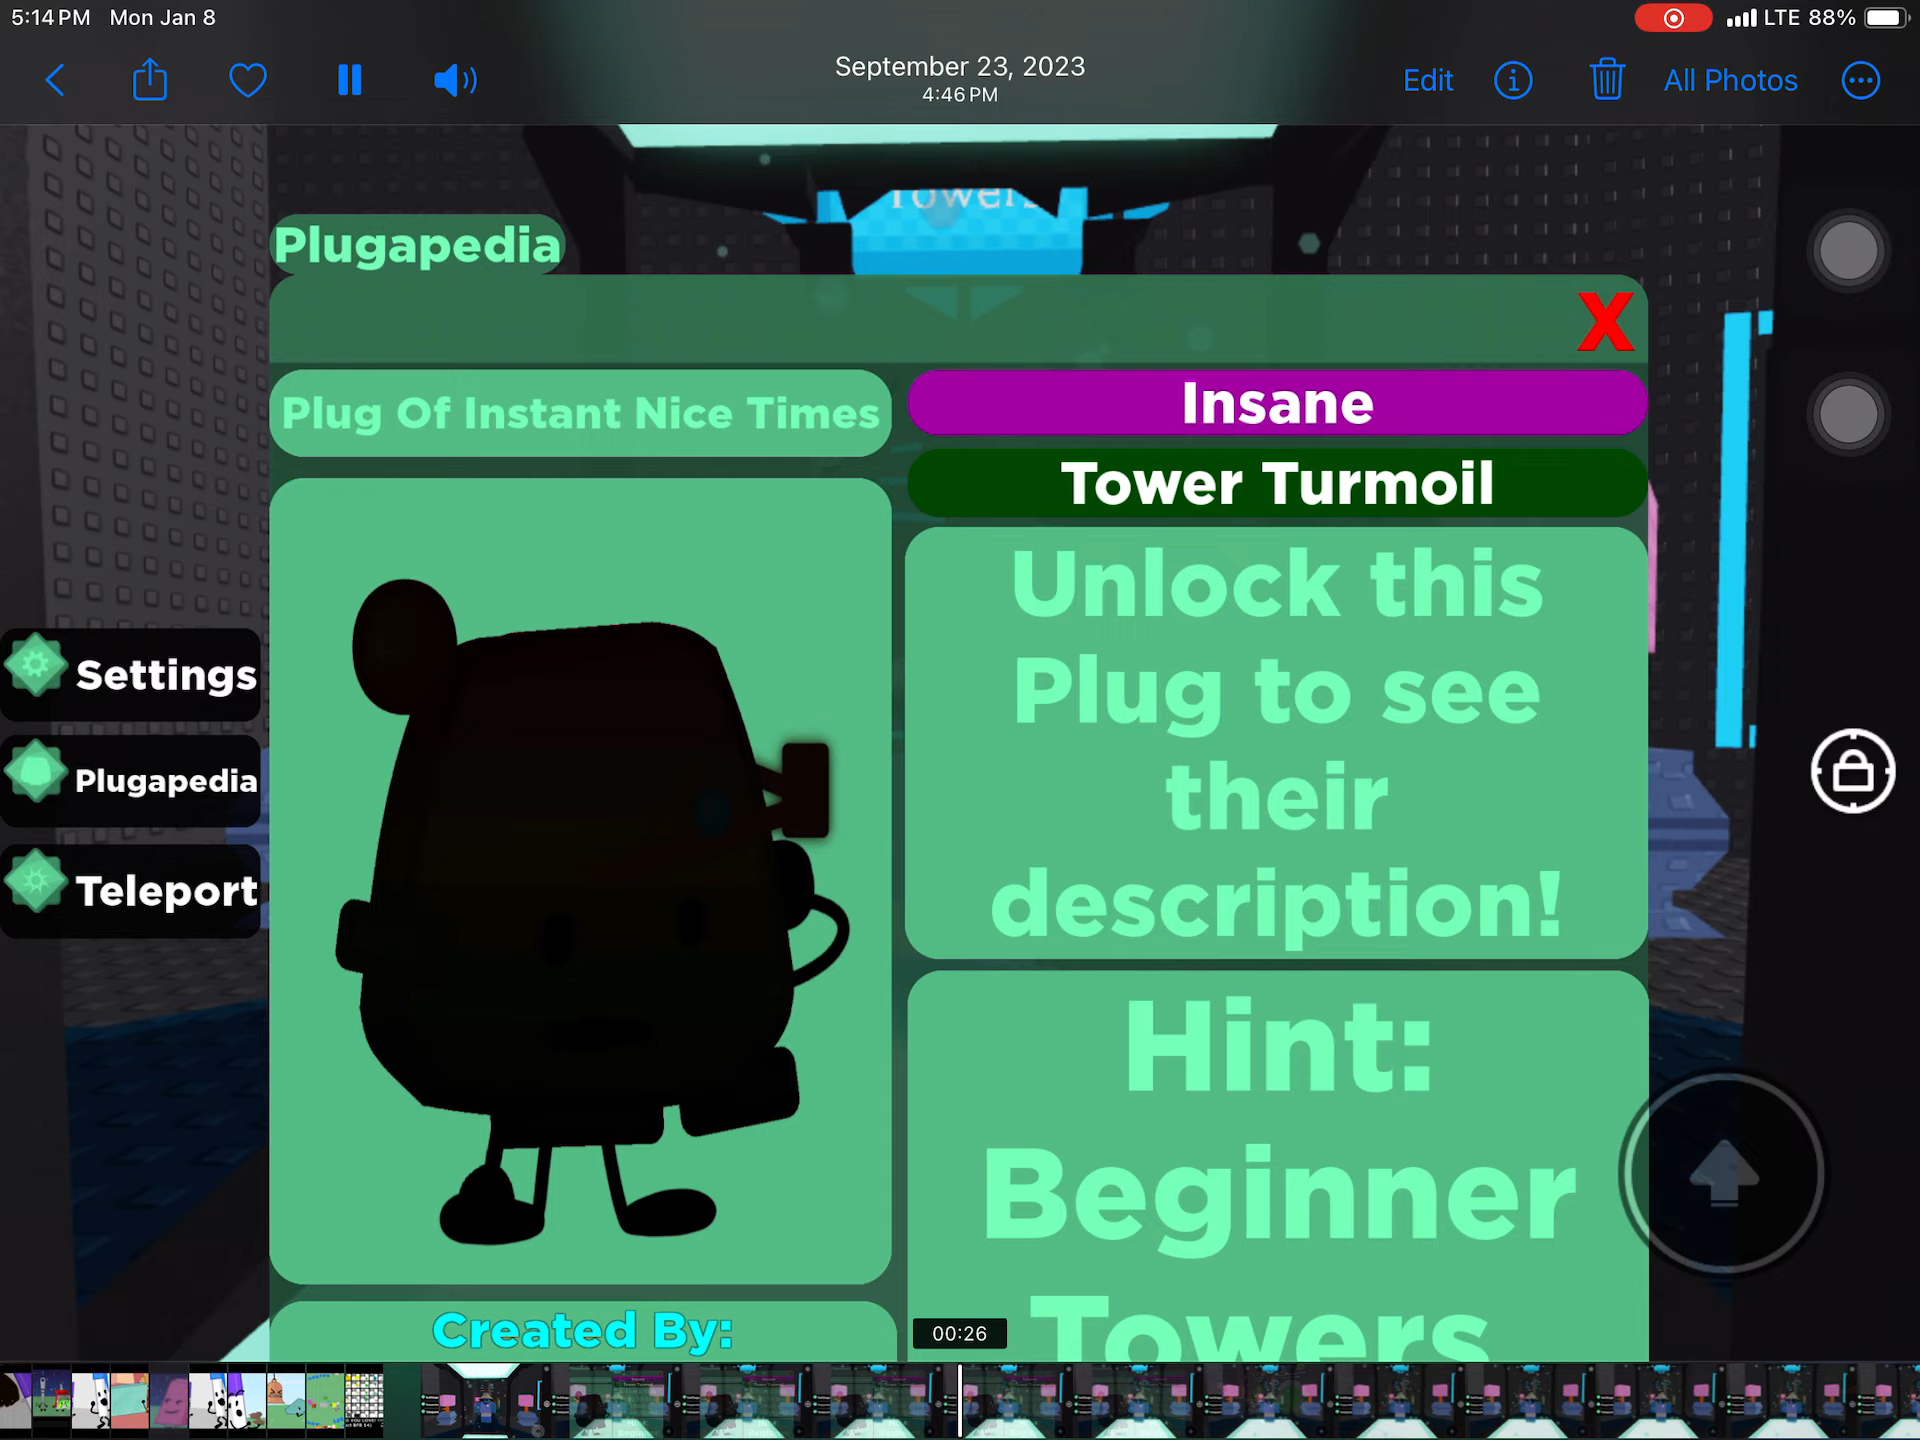 5:14 PM Mon Jan 8
LTE 88%
September 23, 2023
4:46 PM
Edit
All Photos
Towers
Plugapedia
X
Plug Of Instant Nice Times
Insane
Tower Turmoil
Unlock this
Plug to see
their
description!
Settings
Plugapedia
Teleport
Hint:
Beginner
Towers
Created By:
00:26